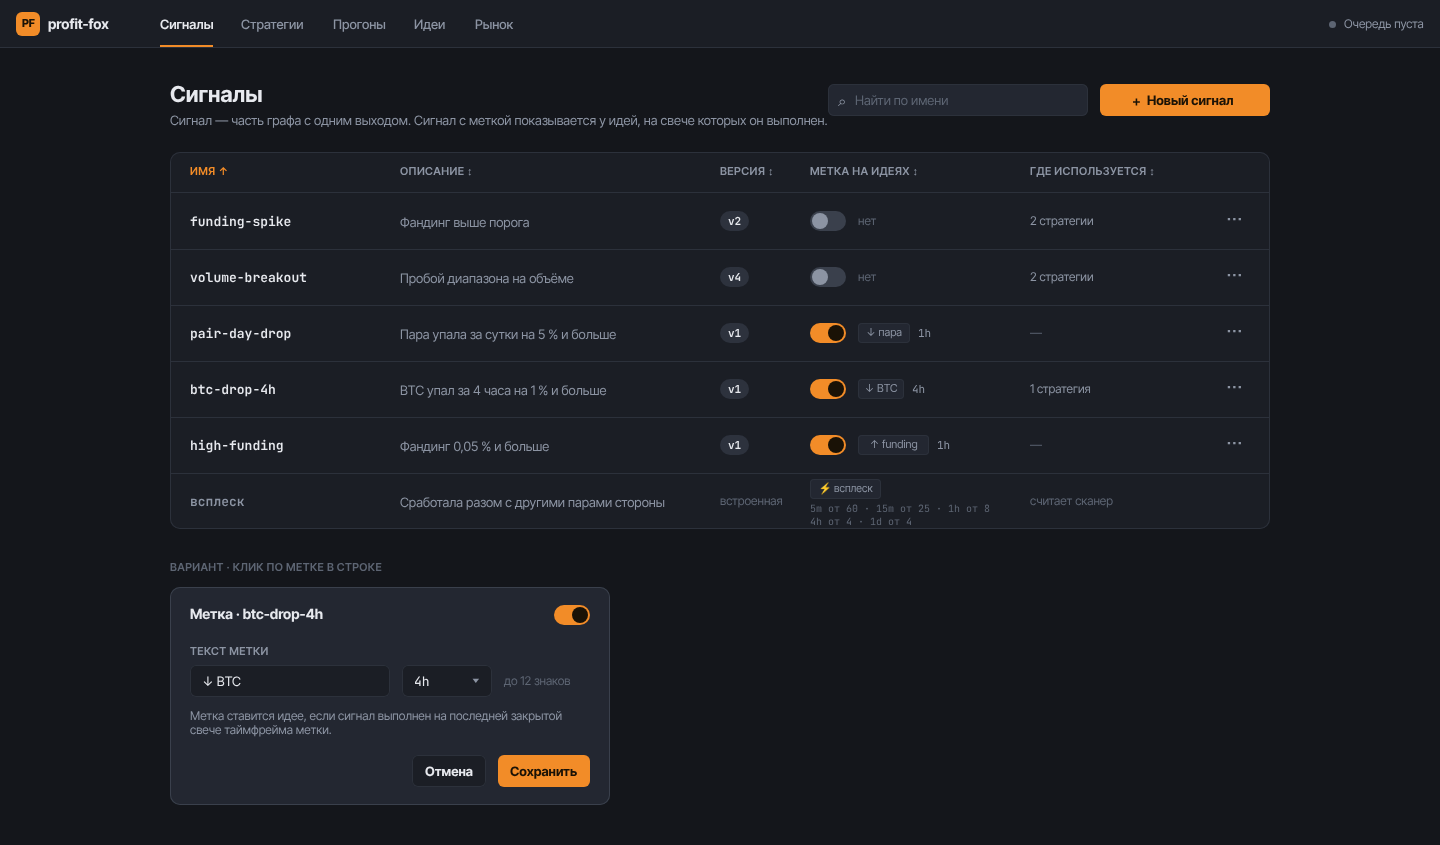 PF profit-fox Сигналы Стратегии Прогоны Идеи Рынок Очередь пуста
Сигналы
Найти по имени
+ Новый сигнал
Сигнал — часть графа с одним выходом. Сигнал с меткой показывается у идей, на свече которых он выполнен.
ИМЯ ↑ ОПИСАНИЕ ↕ ВЕРСИЯ ↕ МЕТКА НА ИДЕЯХ ↕ ГДЕ ИСПОЛЬЗУЕТСЯ ↕
funding-spike Фандинг выше порога v2 нет 2 стратегии ···
volume-breakout Пробой диапазона на объёме v4 нет 2 стратегии ···
pair-day-drop Пара упала за сутки на 5 % и больше v1 ↓ пара 1h — ···
btc-drop-4h BTC упал за 4 часа на 1 % и больше v1 ↓ BTC 4h 1 стратегия ···
high-funding Фандинг 0,05 % и больше v1 ↑ funding 1h — ···
всплеск Сработала разом с другими парами стороны встроенная ⚡ всплеск считает сканер
5m от 60 · 15m от 25 · 1h от 8
4h от 4 · 1d от 4
ВАРИАНТ · КЛИК ПО МЕТКЕ В СТРОКЕ
Метка · btc-drop-4h
ТЕКСТ МЕТКИ
↓ BTC 4h до 12 знаков
Метка ставится идее, если сигнал выполнен на последней закрытой
свече таймфрейма метки.
Отмена Сохранить